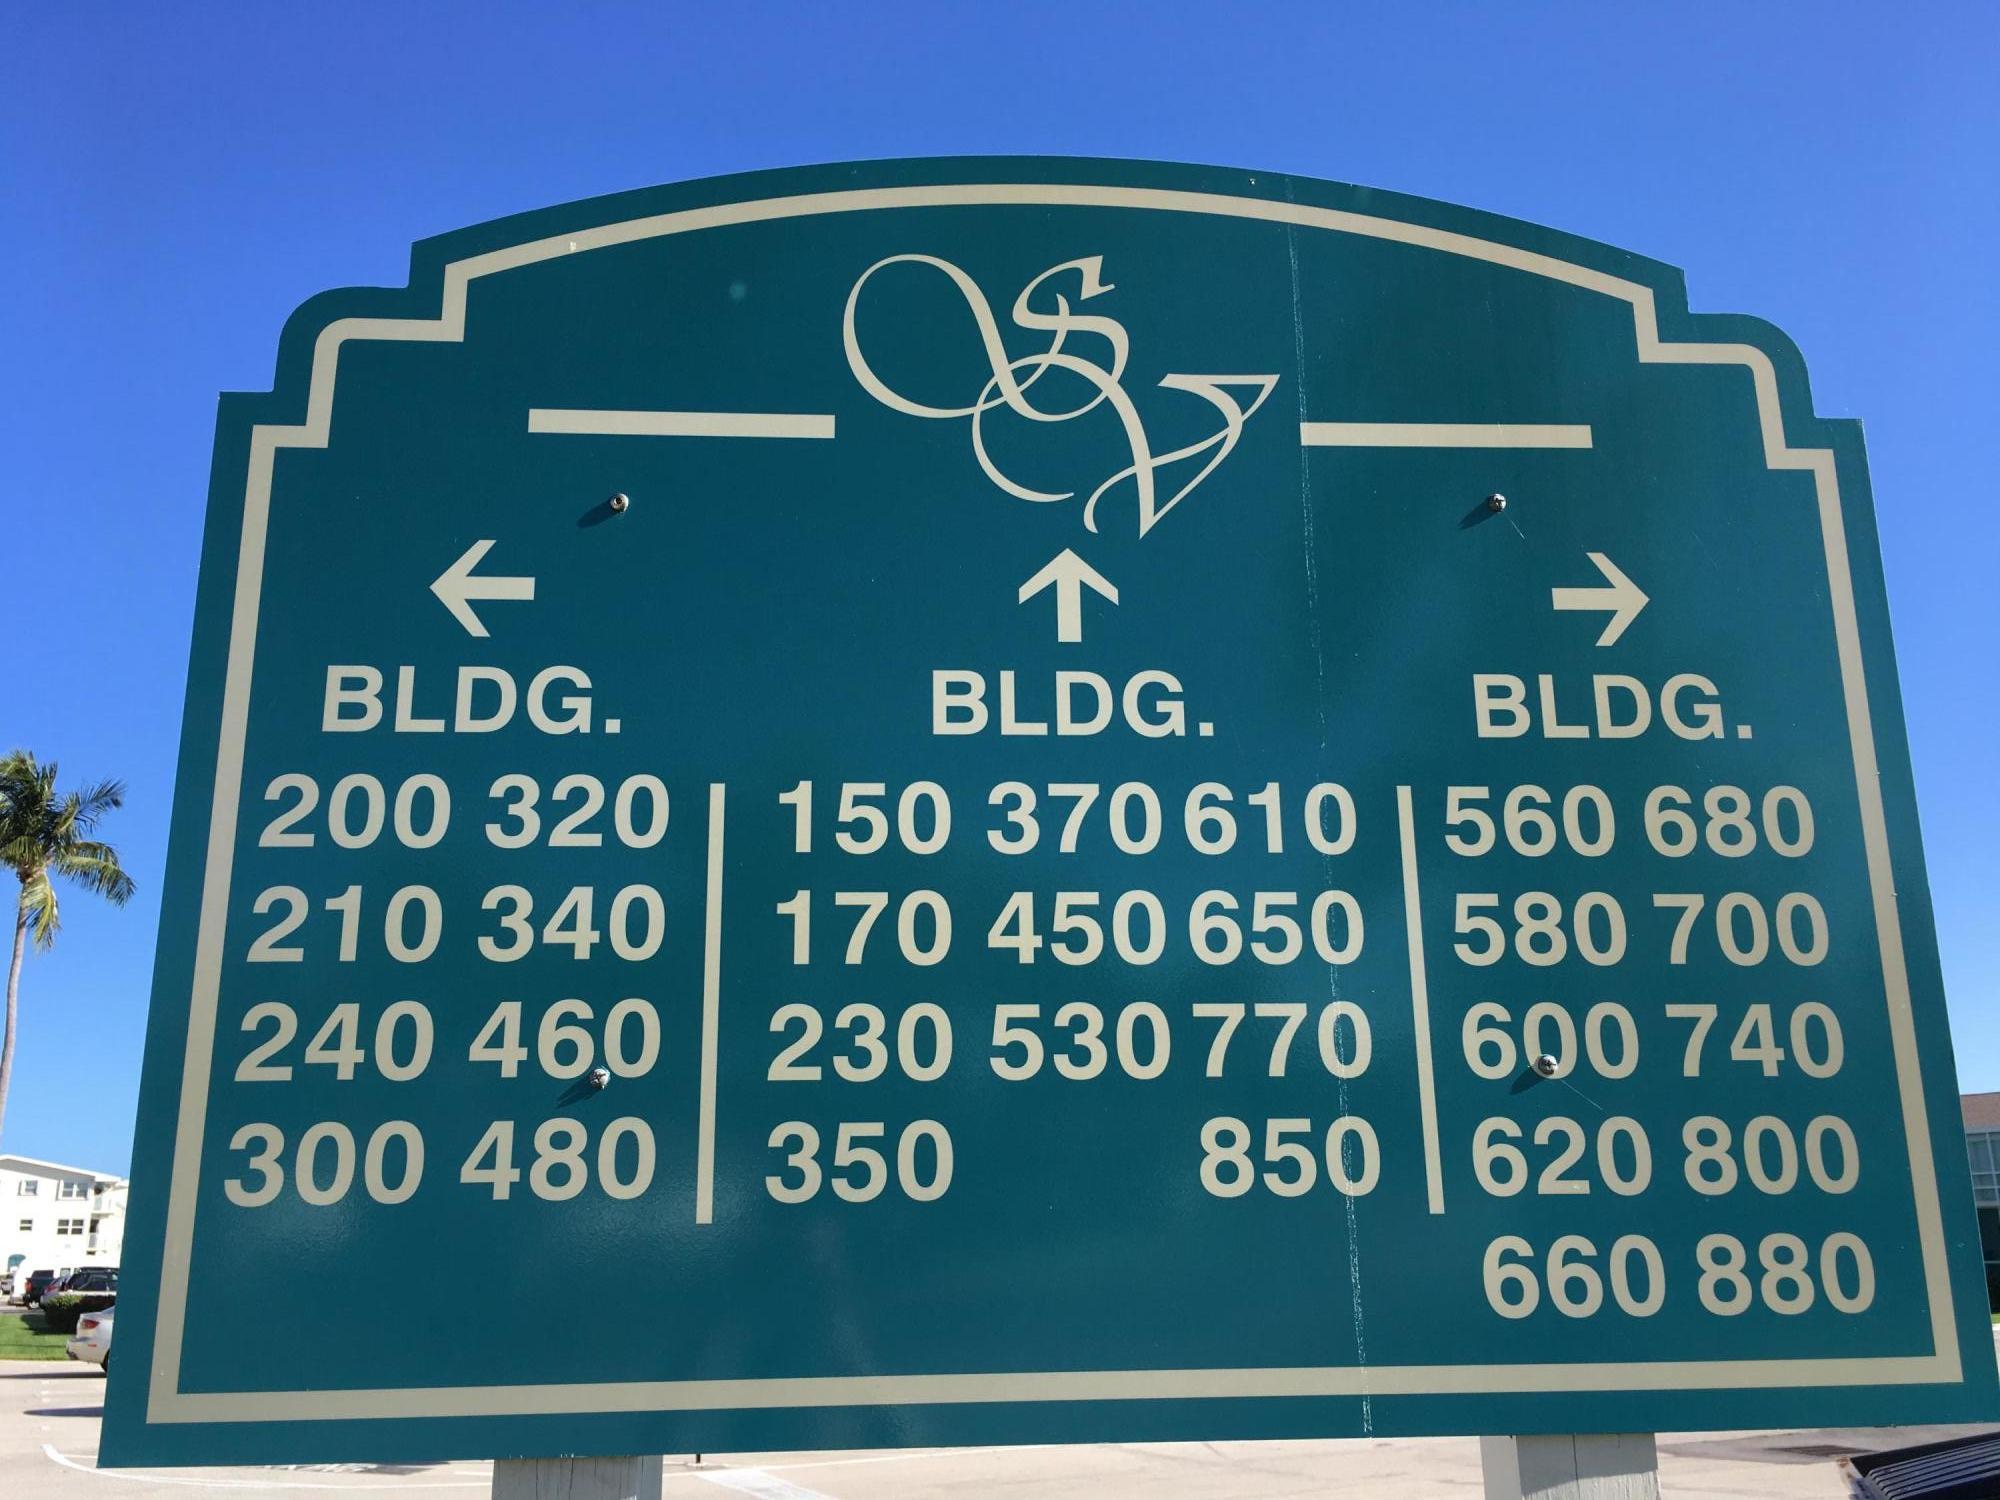 SV
← ↑ →
BLDG. BLDG. BLDG.
200 320 150 370 610 560 680
210 340 170 450 650 580 700
240 460 230 530 770 600 740
300 480 350 850 620 800
660 880